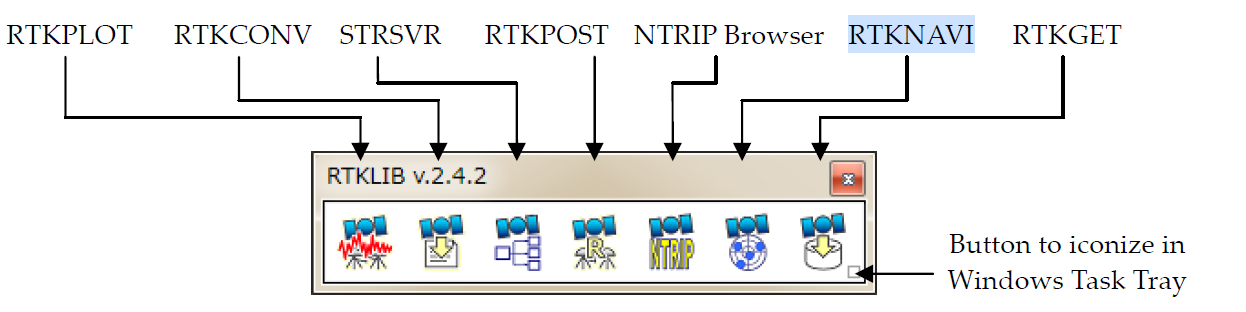 RTKPLOT RTKCONV STRSVR RTKPOST NTRIP Browser RTKNAVI RTKGET
RTKLIB v.2.4.2
R
NTRIP
Button to iconize in
Windows Task Tray